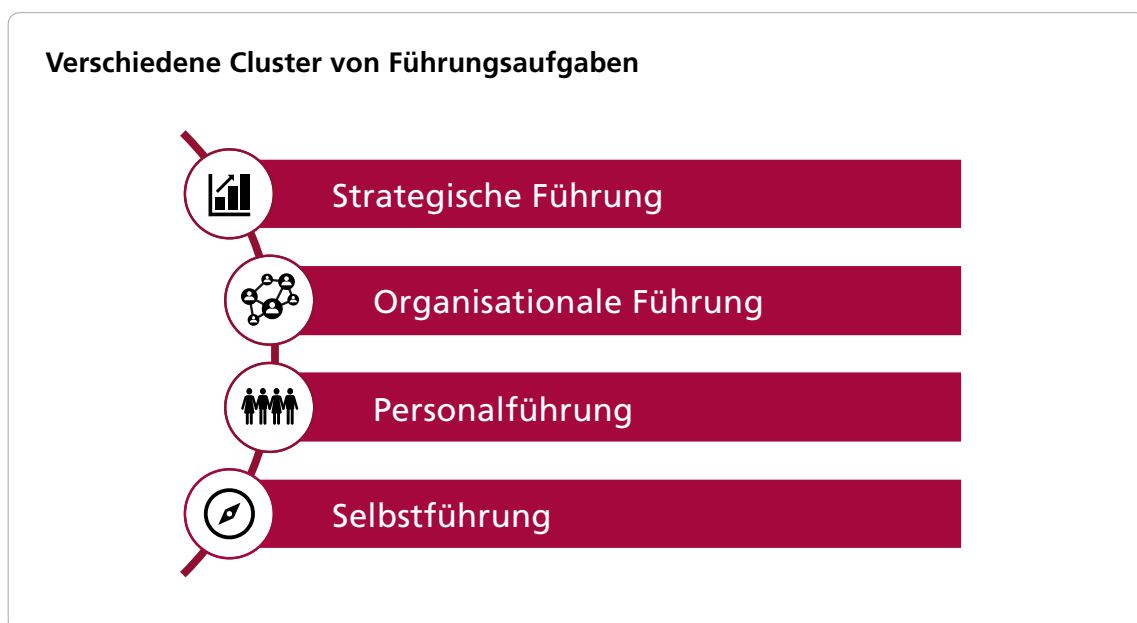 Verschiedene Cluster von Führungsaufgaben
Strategische Führung
Organisationale Führung
Personalführung
Selbstführung